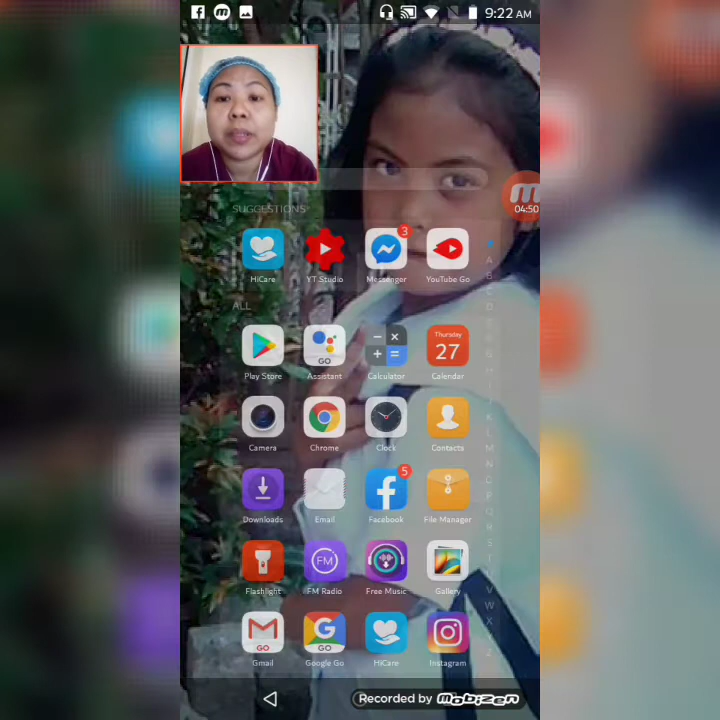 9:22 AM
04:50
SUGGESTIONS
3
HiCare YT Studio Messenger YouTube Go
ALL
GO
Thursday
27
Play Store Assistant Calculator Calendar
Camera Chrome Clock Contacts
5
Downloads Email Facebook File Manager
FM
Flashlight FM Radio Free Music Gallery
GO GO
Gmail Google Go HiCare Instagram
Recorded by Mobizen